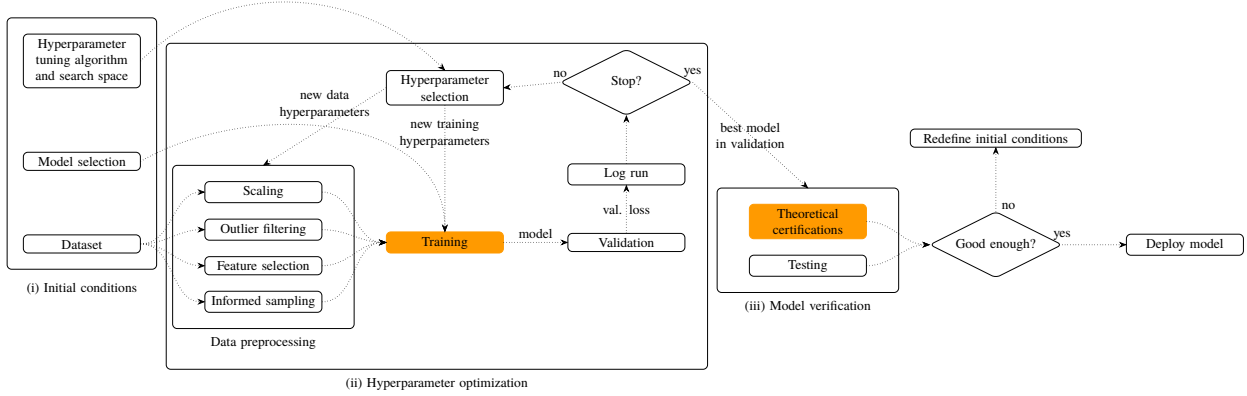 Hyperparameter
tuning algorithm
and search space
Model selection
Dataset
(i) Initial conditions
Hyperparameter
selection
new data
hyperparameters
new training
hyperparameters
Scaling
Outlier filtering
Feature selection
Informed sampling
Data preprocessing
Training
model
Validation
val. loss
Log run
Stop?
no
yes
(ii) Hyperparameter optimization
best model
in validation
Theoretical
certifications
Testing
(iii) Model verification
Good enough?
no
Redefine initial conditions
yes
Deploy model